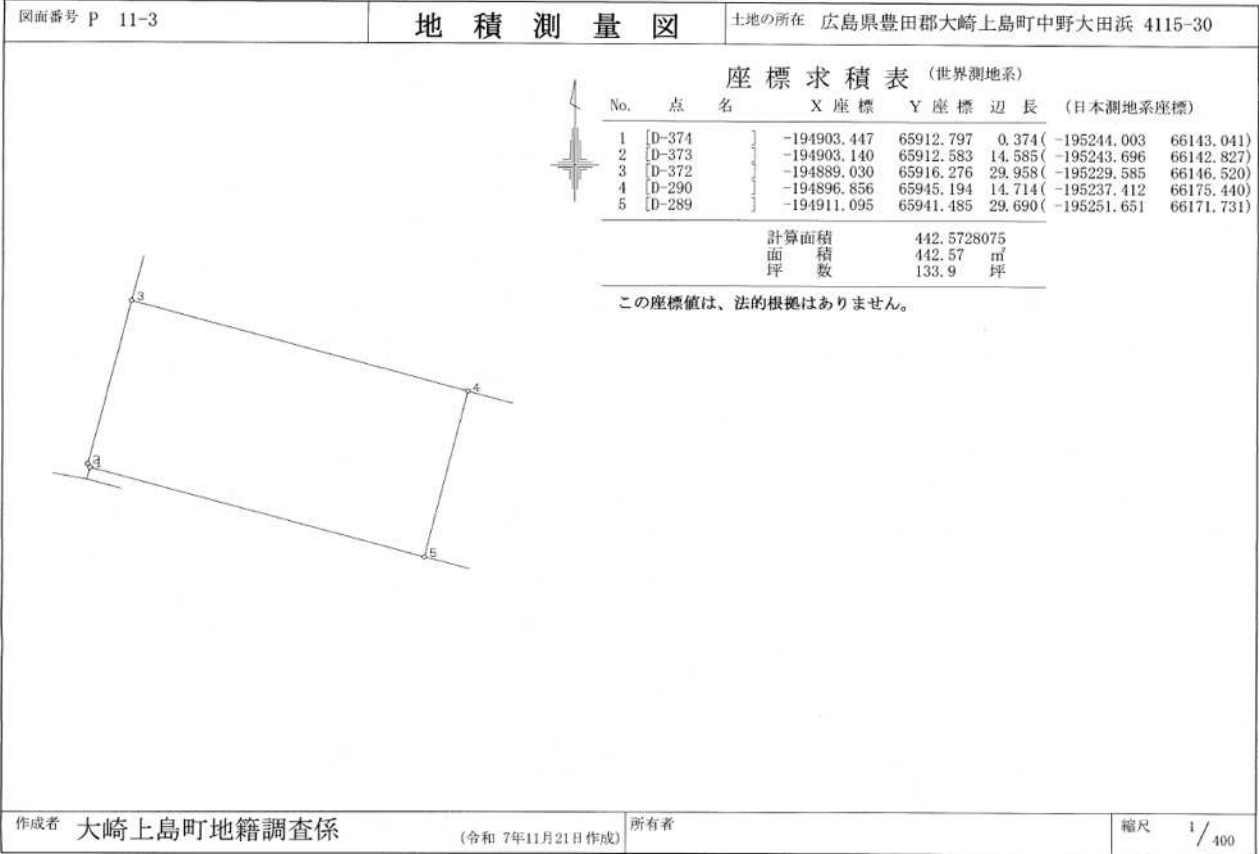 図面番号 P 11-3
地積測量図
土地の所在 広島県豊田郡大崎上島町中野大田浜 4115-30
座標求積表 (世界測地系)
No. 点 名 X 座 標 Y 座 標 辺 長 (日本測地系座標)
1 [D-374 ] -194903.447 65912.797 0.374( -195244.003 66143.041)
2 [D-373 ] -194903.140 65912.583 14.585( -195243.696 66142.827)
3 [D-372 ] -194889.030 65916.276 29.958( -195229.585 66146.520)
4 [D-290 ] -194896.856 65945.194 14.714( -195237.412 66175.440)
5 [D-289 ] -194911.095 65941.485 29.690( -195251.651 66171.731)
計算面積 442.5728075
面 積 442.57 ㎡
坪 数 133.9 坪
この座標値は、法的根拠はありません。
3
4
2
1
5
作成者 大崎上島町地籍調査係 (令和 7年11月21日作成)
所有者
縮尺 1/400